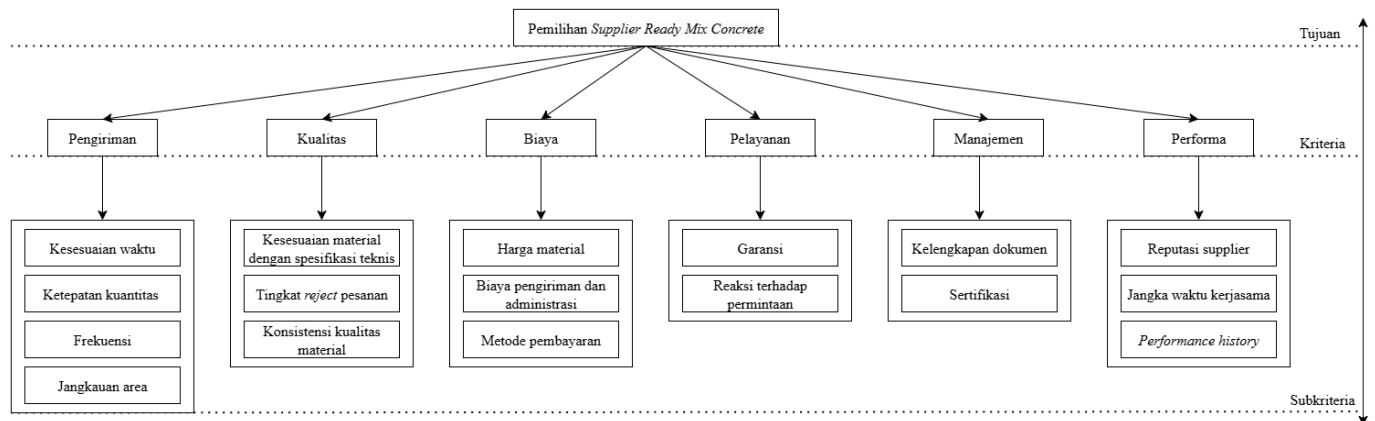 Pemilihan Supplier Ready Mix Concrete
Tujuan
Pengiriman
Kualitas
Biaya
Pelayanan
Manajemen
Performa
Kriteria
Kesesuaian waktu
Ketepatan kuantitas
Frekuensi
Jangkauan area
Kesesuaian material
dengan spesifikasi teknis
Tingkat reject pesanan
Konsistensi kualitas
material
Harga material
Biaya pengiriman dan
administrasi
Metode pembayaran
Garansi
Reaksi terhadap
permintaan
Kelengkapan dokumen
Sertifikasi
Reputasi supplier
Jangka waktu kerjasama
Performance history
Subkriteria